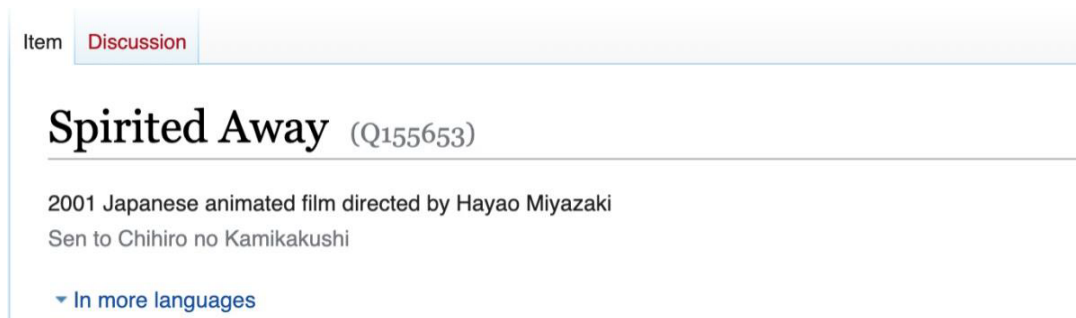 Item Discussion
Spirited Away (Q155653)
2001 Japanese animated film directed by Hayao Miyazaki
Sen to Chihiro no Kamikakushi
In more languages